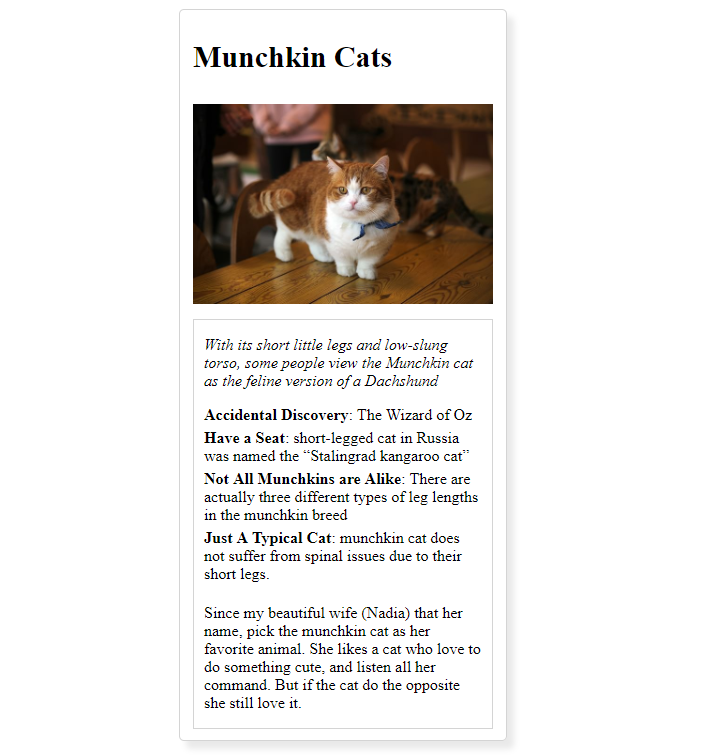 Munchkin Cats
With its short little legs and low-slung
torso, some people view the Munchkin cat
as the feline version of a Dachshund
Accidental Discovery: The Wizard of Oz
Have a Seat: short-legged cat in Russia
was named the “Stalingrad kangaroo cat”
Not All Munchkins are Alike: There are
actually three different types of leg lengths
in the munchkin breed
Just A Typical Cat: munchkin cat does
not suffer from spinal issues due to their
short legs.
Since my beautiful wife (Nadia) that her
name, pick the munchkin cat as her
favorite animal. She likes a cat who love to
do something cute, and listen all her
command. But if the cat do the opposite
she still love it.